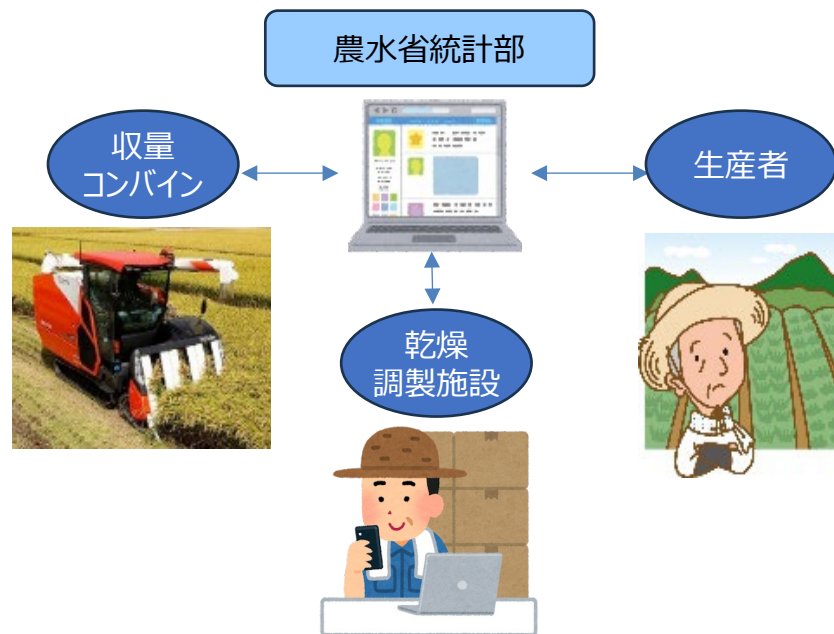 農水省統計部
収量
コンバイン
生産者
乾燥
調製施設